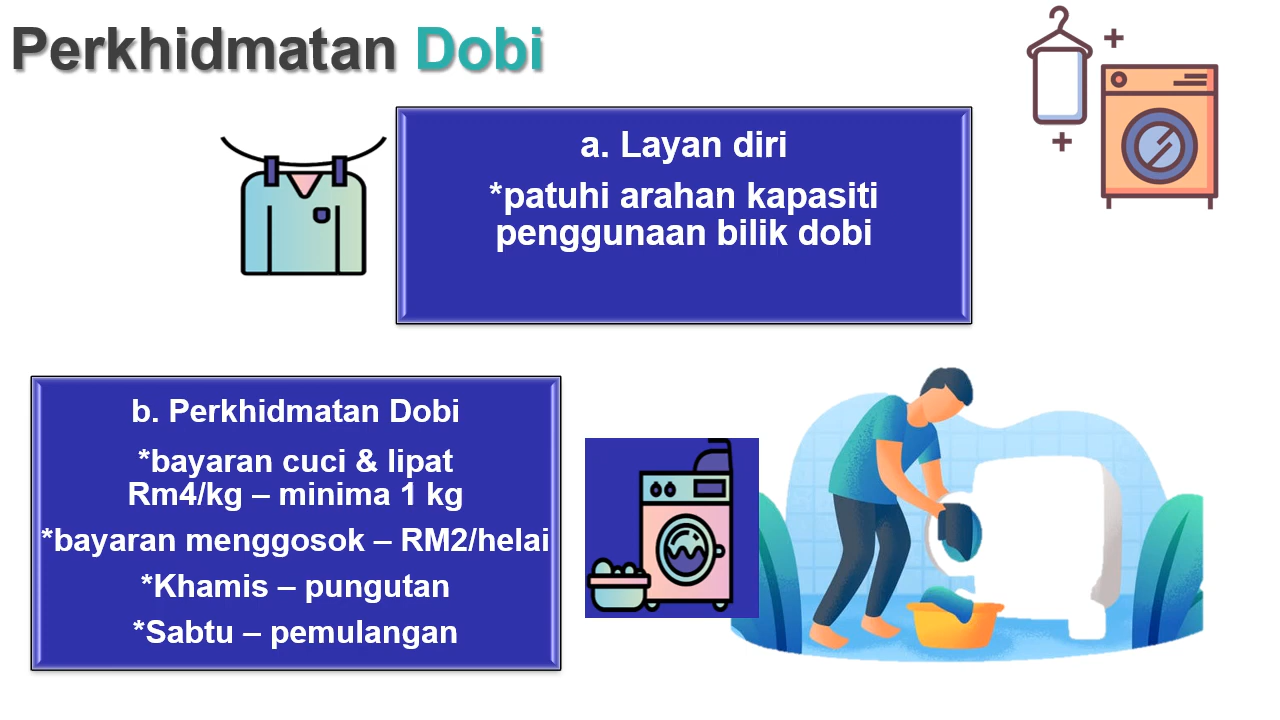 Perkhidmatan Dobi
a. Layan diri
*patuhi arahan kapasiti
penggunaan bilik dobi
b. Perkhidmatan Dobi
*bayaran cuci & lipat
Rm4/kg – minima 1 kg
*bayaran menggosok – RM2/helai
*Khamis – pungutan
*Sabtu – pemulangan